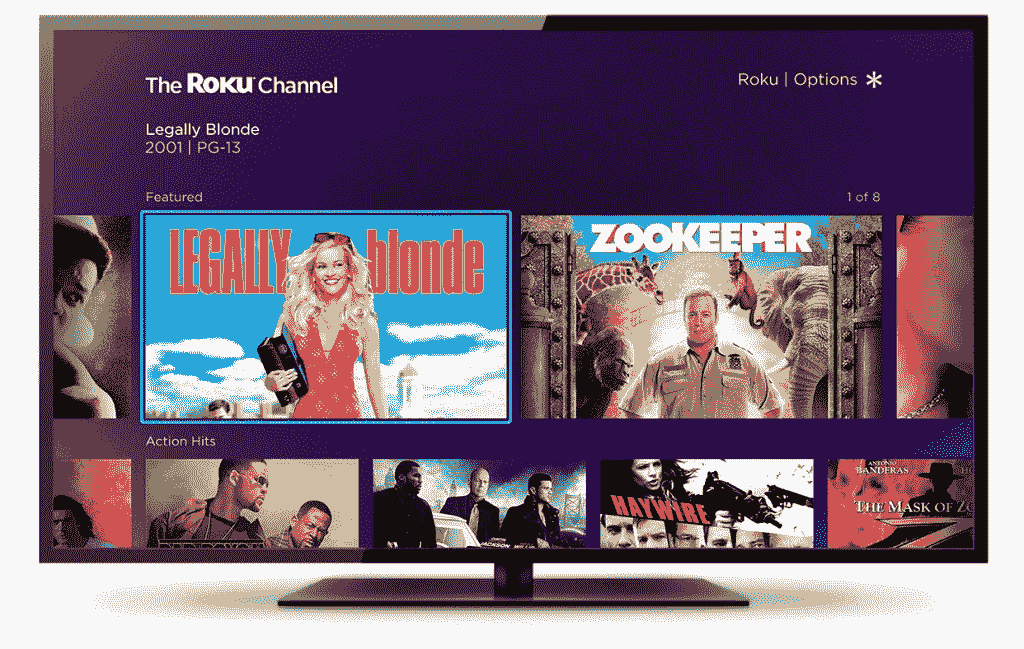 The Roku Channel
Roku | Options
Legally Blonde
2001 | PG-13
Featured
1 of 8
LEGALLY blonde
ZOOKEEPER
Action Hits
HAYWIRE
ANTONIO
BANDERAS
THE MASK OF